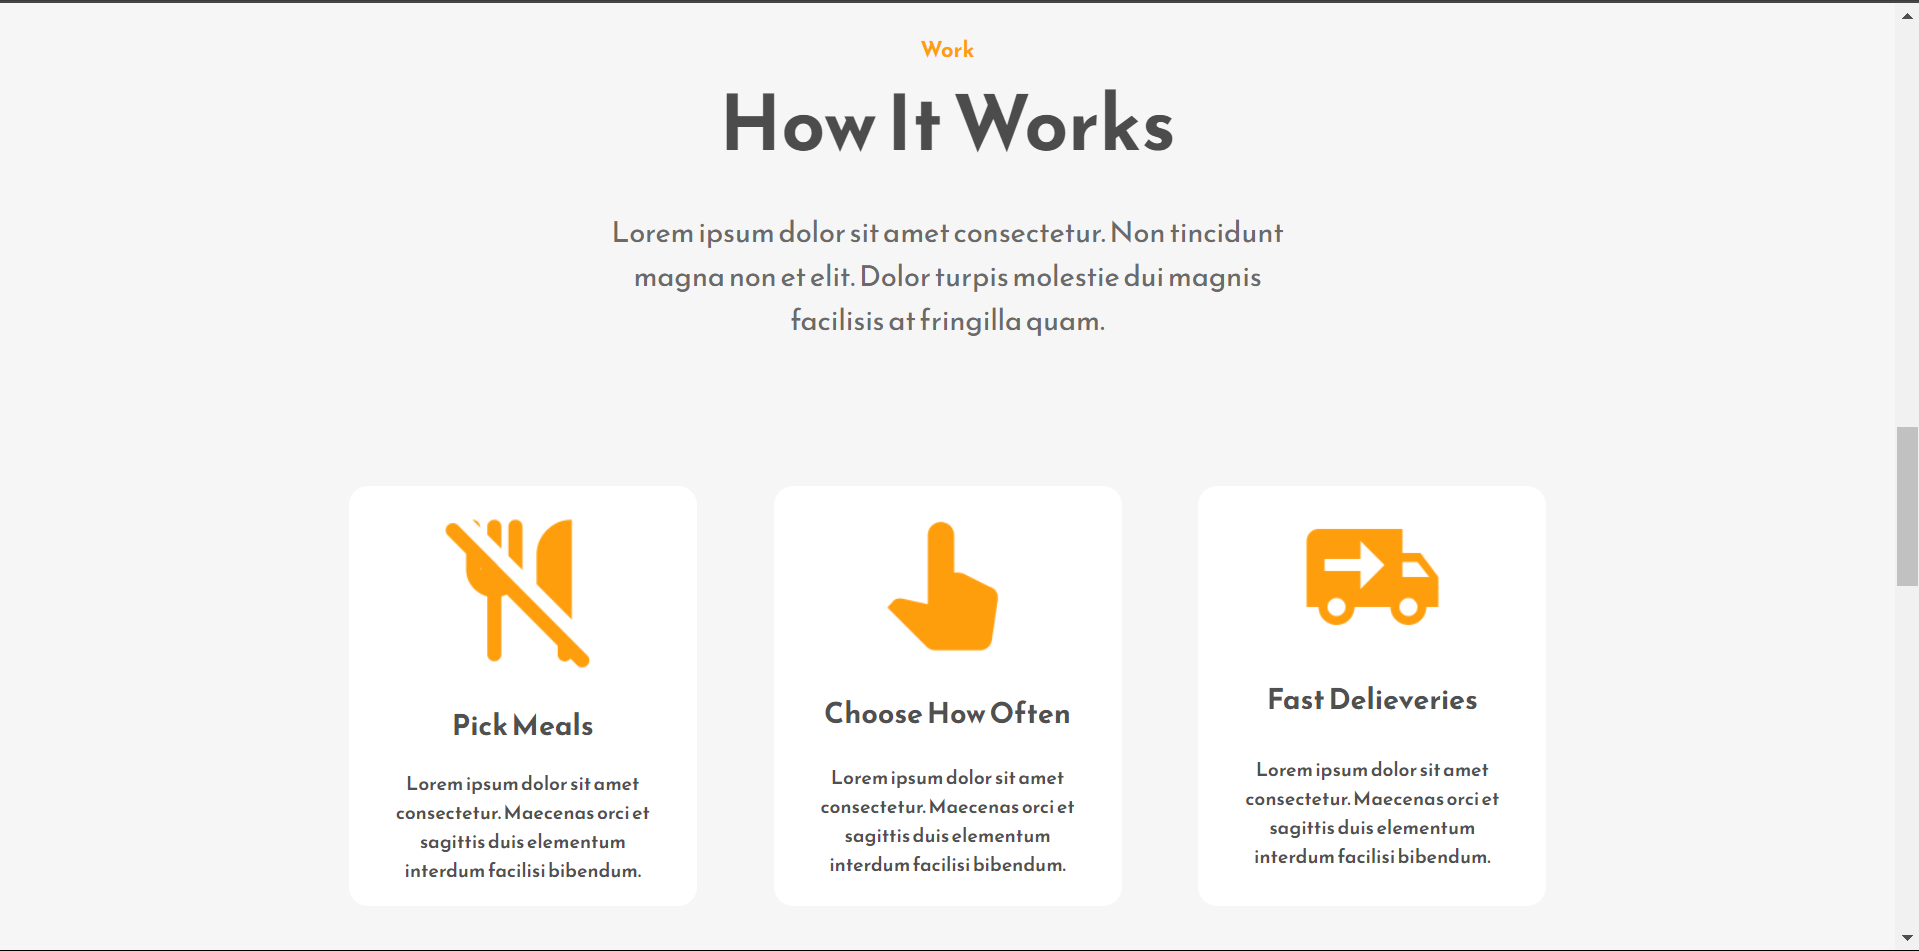 Work
How It Works
Lorem ipsum dolor sit amet consectetur. Non tincidunt
magna non et elit. Dolor turpis molestie dui magnis
facilisis at fringilla quam.
Pick Meals
Lorem ipsum dolor sit amet
consectetur. Maecenas orci et
sagittis duis elementum
interdum facilisi bibendum.
Choose How Often
Lorem ipsum dolor sit amet
consectetur. Maecenas orci et
sagittis duis elementum
interdum facilisi bibendum.
Fast Delieveries
Lorem ipsum dolor sit amet
consectetur. Maecenas orci et
sagittis duis elementum
interdum facilisi bibendum.